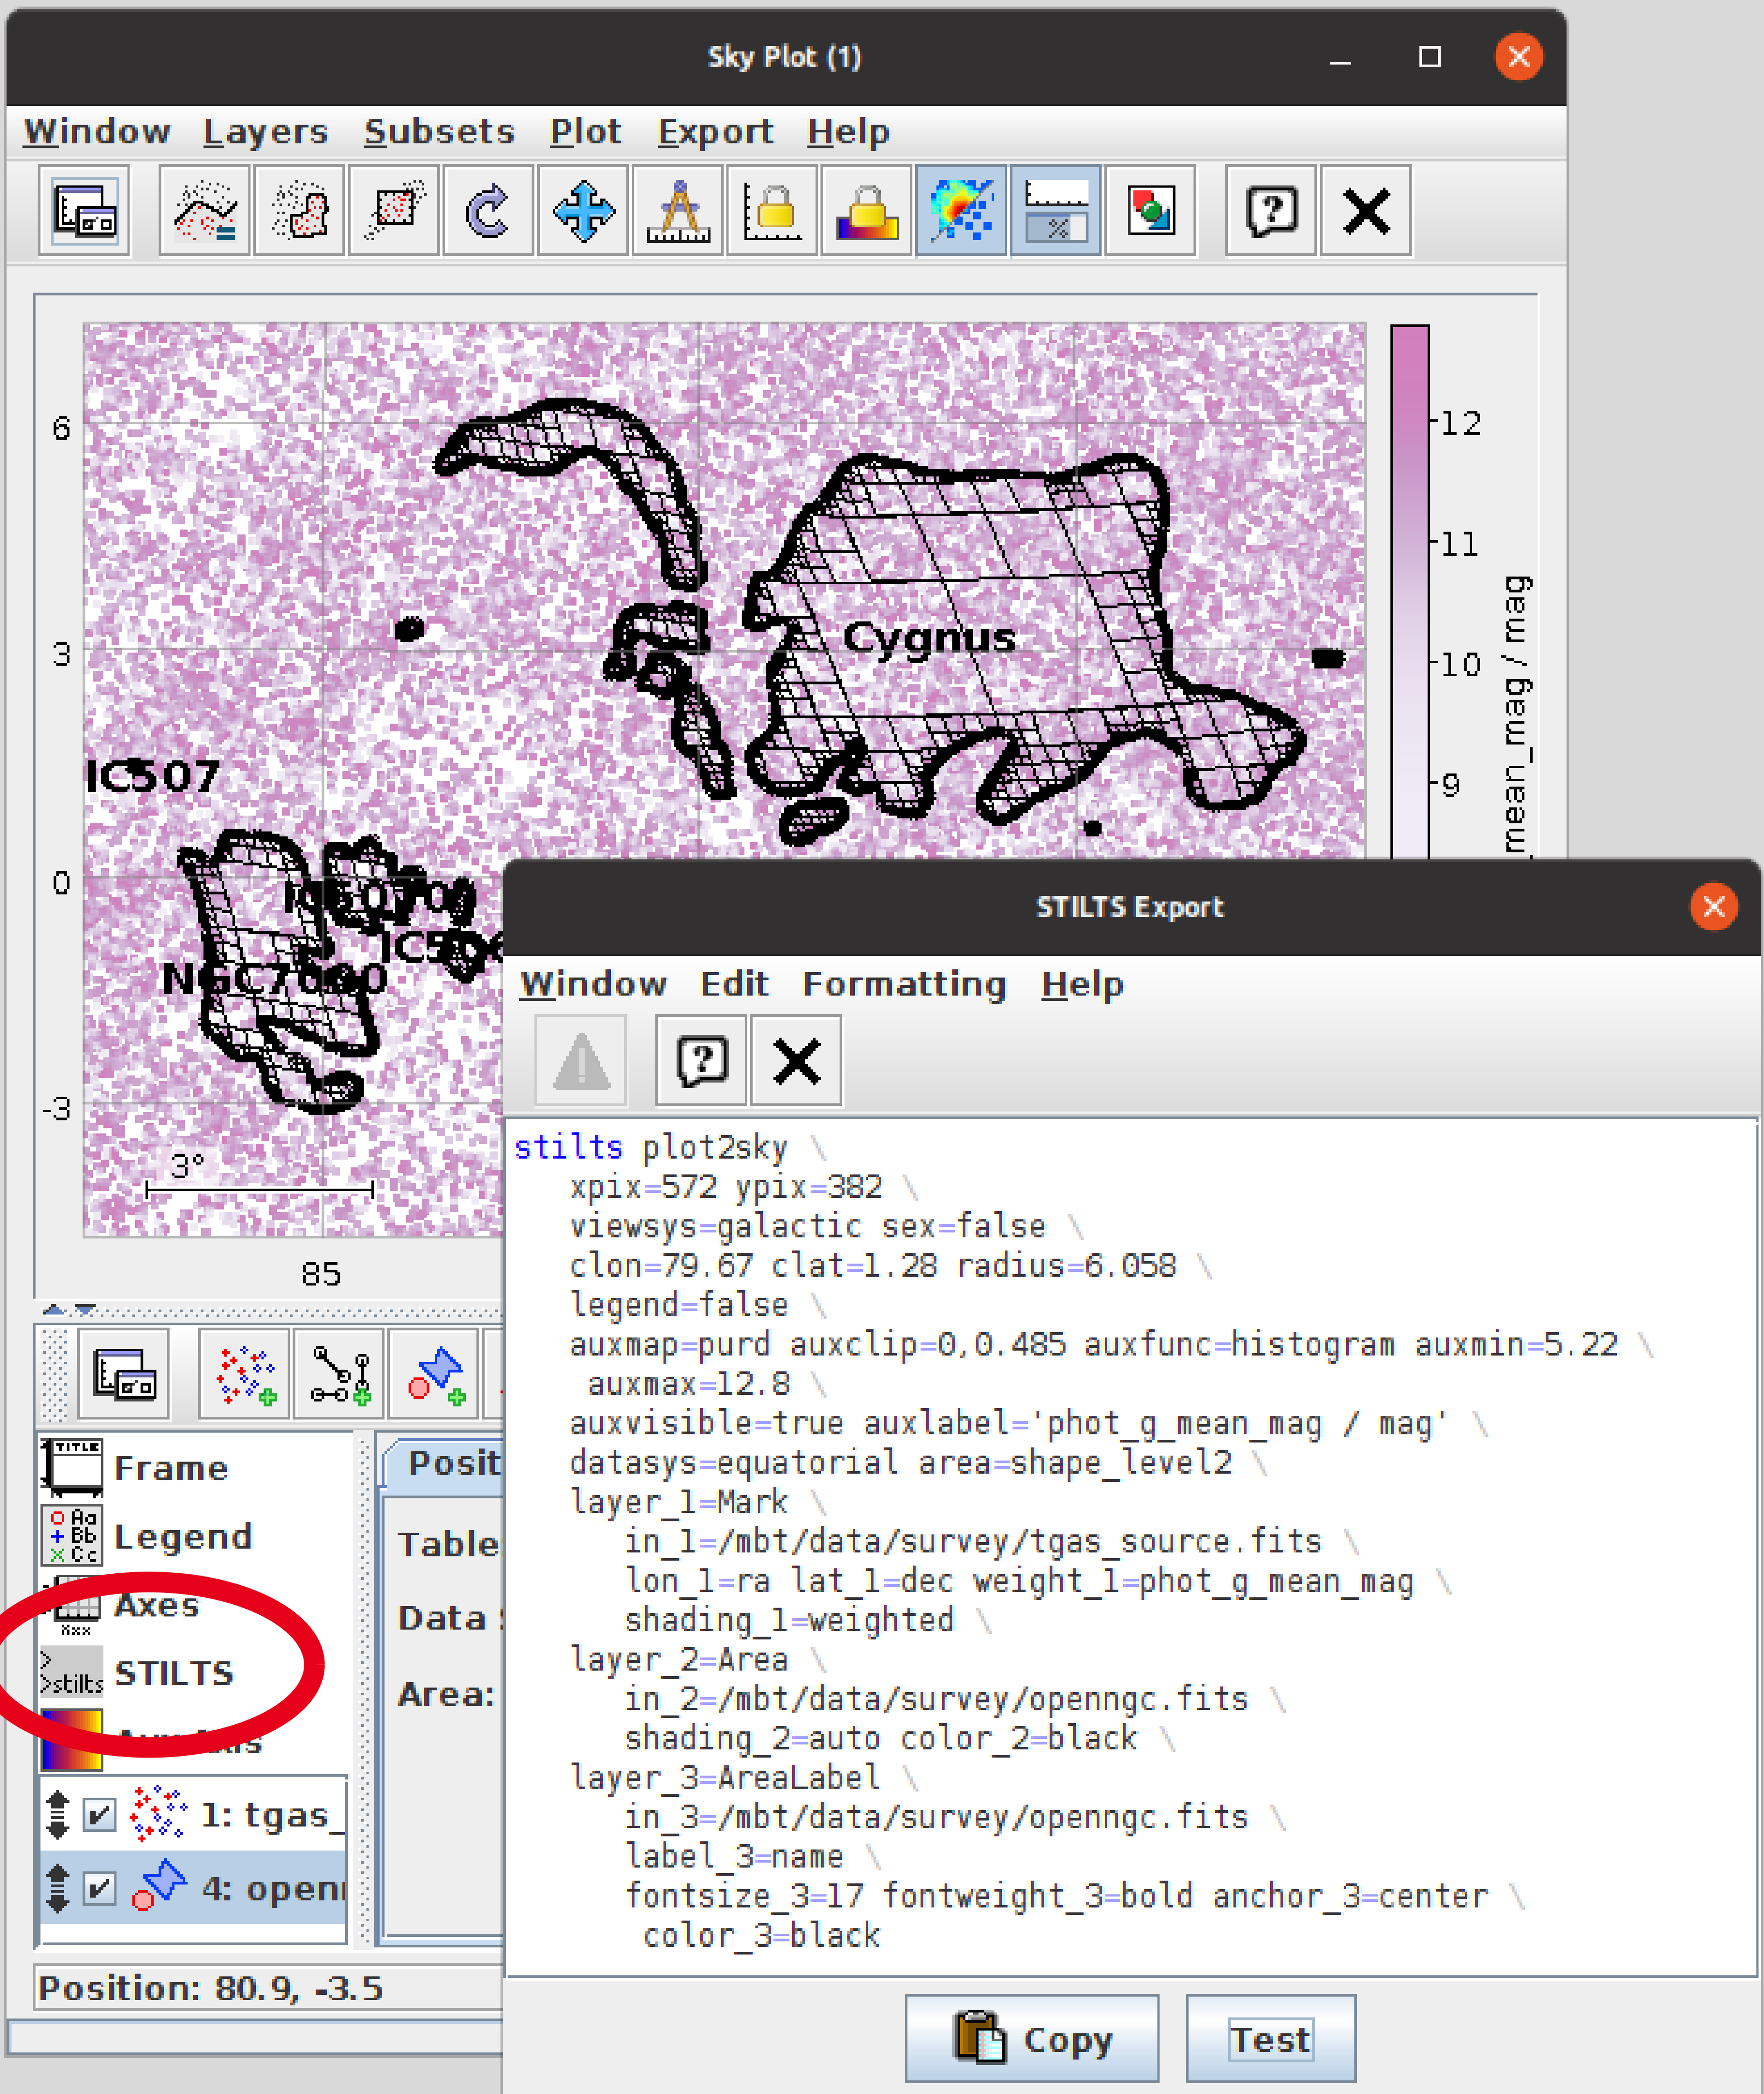 Sky Plot (1)
Window Layers Subsets Plot Export Help
6
3
0
-3
12
11
10
9
mean_mag / mag
Cygnus
IC507
NGC7000
3°
85
STILTS Export
Window Edit Formatting Help
stilts plot2sky \
xpix=572 ypix=382 \
viewsys=galactic sex=false \
clon=79.67 clat=1.28 radius=6.058 \
legend=false \
auxmap=purd auxclip=0,0.485 auxfunc=histogram auxmin=5.22 \
auxmax=12.8 \
auxvisible=true auxlabel='phot_g_mean_mag / mag' \
datasys=equatorial area=shape_level2 \
layer_1=Mark \
in_1=/mbt/data/survey/tgas_source.fits \
lon_1=ra lat_1=dec weight_1=phot_g_mean_mag \
shading_1=weighted \
layer_2=Area \
in_2=/mbt/data/survey/openngc.fits \
shading_2=auto color_2=black \
layer_3=AreaLabel \
in_3=/mbt/data/survey/openngc.fits \
label_3=name \
fontsize_3=17 fontweight_3=bold anchor_3=center \
color_3=black
Copy Test
TITLE
Frame
Aa
Bb
Cc
Legend
Xxx
Axes
>
>stilts
STILTS
1: tgas_
4: open
Posit
Table
Data
Area:
Position: 80.9, -3.5